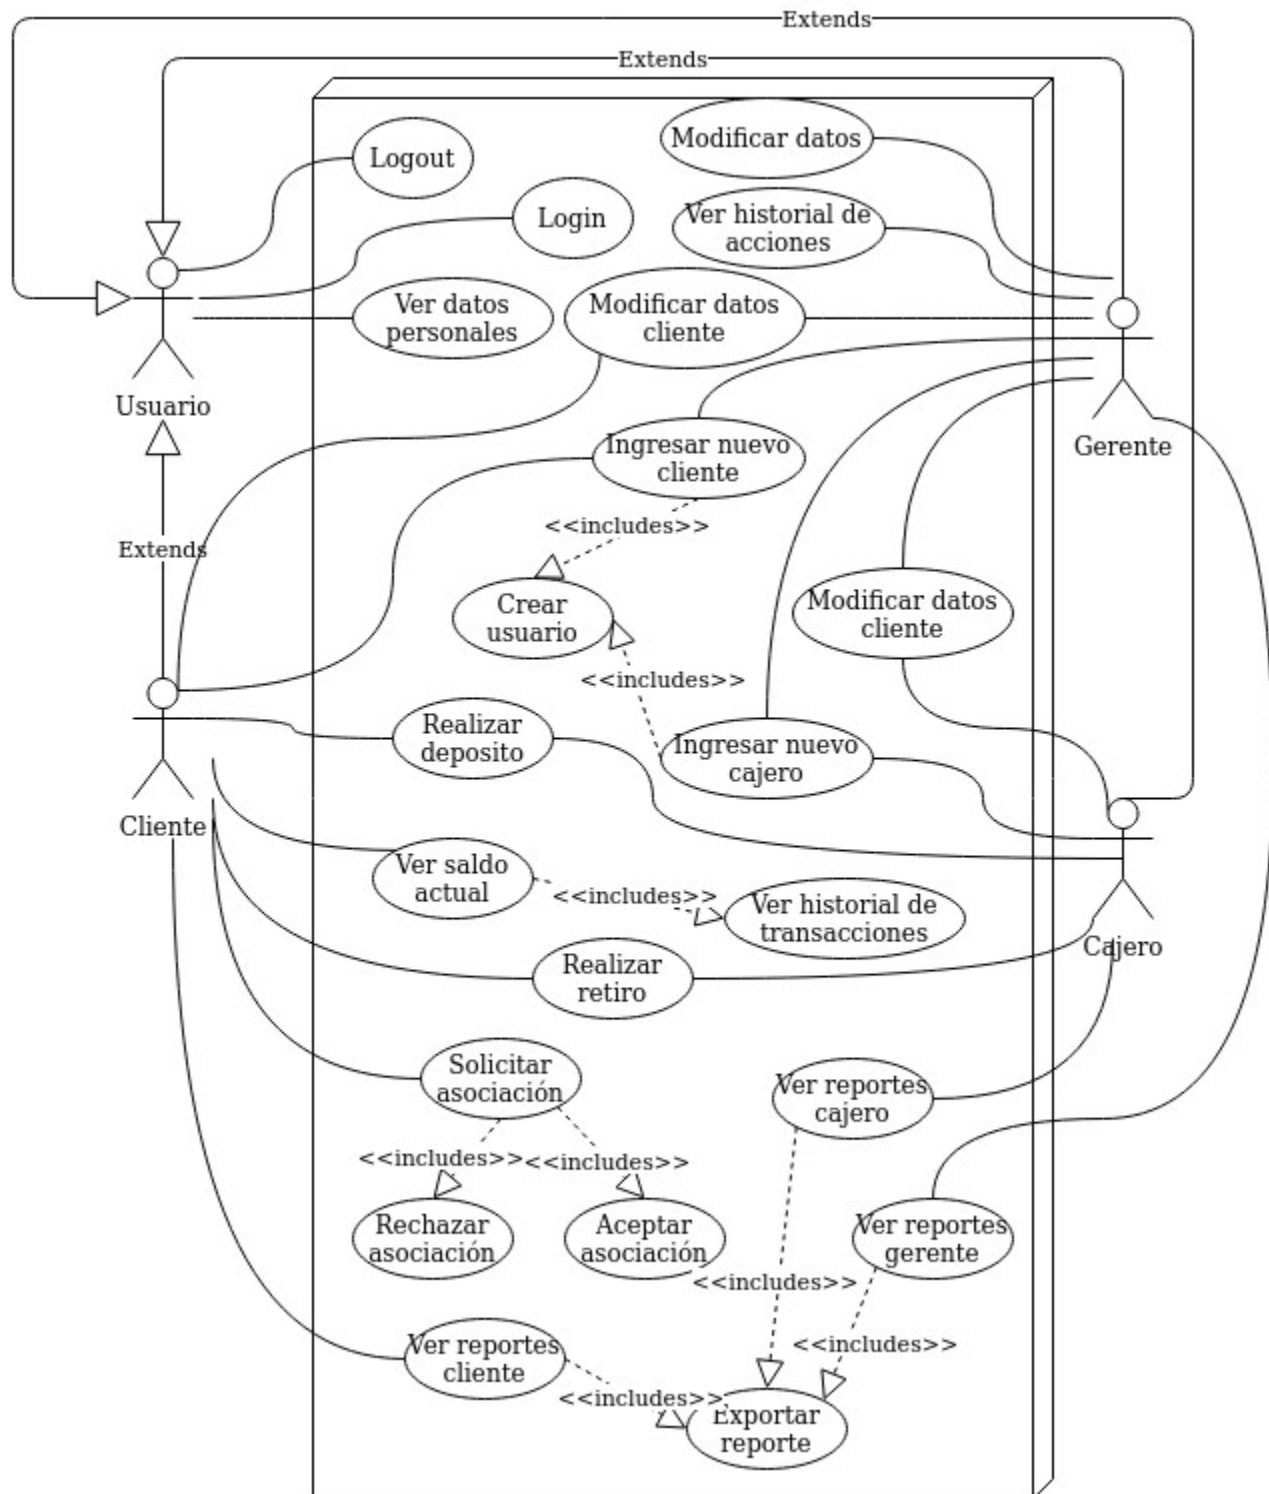 Extends
Extends
Logout
Modificar datos
Login
Ver historial de
acciones
Ver datos
personales
Modificar datos
cliente
Usuario
Gerente
Ingresar nuevo
cliente
<<includes>>
Extends
Crear
usuario
Modificar datos
cliente
<<includes>>
Realizar
deposito
Ingresar nuevo
cajero
Cliente
Ver saldo
actual
<<includes>>
Ver historial de
transacciones
Cajero
Realizar
retiro
Solicitar
asociación
Ver reportes
cajero
<<includes>>
<<includes>>
Rechazar
asociación
Aceptar
asociación
Ver reportes
gerente
<<includes>>
<<includes>>
Ver reportes
cliente
<<includes>>
Exportar
reporte